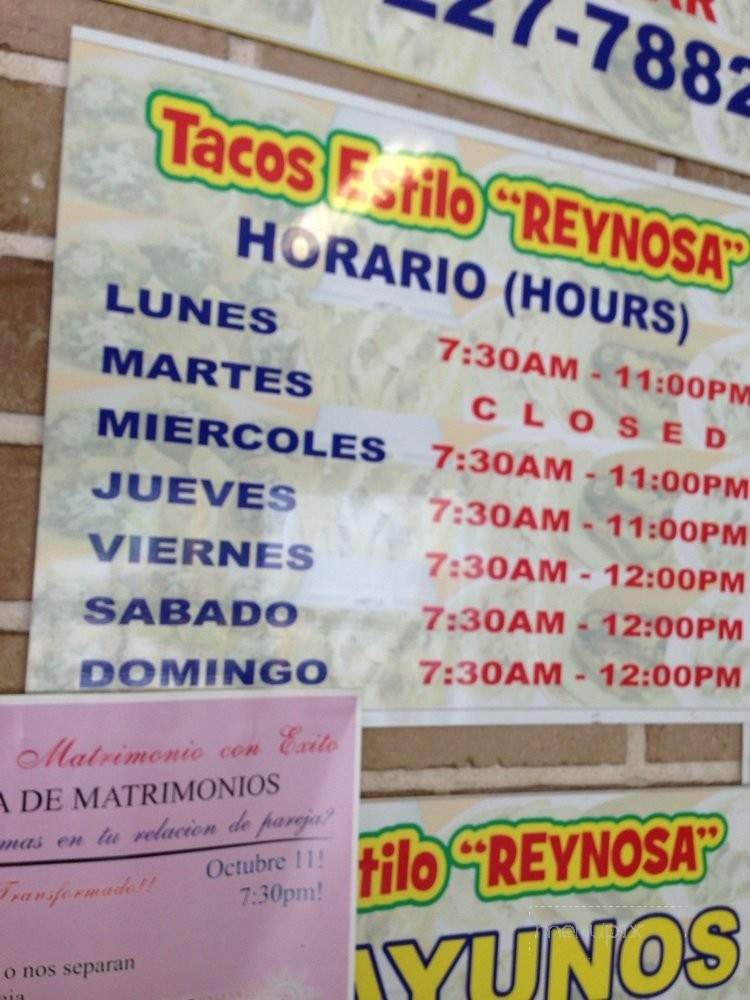 227-7882
Tacos Estilo "REYNOSA"
HORARIO (HOURS)
LUNES 7:30AM - 11:00PM
MARTES CLOSED
MIERCOLES 7:30AM - 11:00PM
JUEVES 7:30AM - 11:00PM
VIERNES 7:30AM - 12:00PM
SABADO 7:30AM - 12:00PM
DOMINGO 7:30AM - 12:00PM
Matrimonio con Exito
A DE MATRIMONIOS
mas en tu relacion de pareja?
Octubre 11!
Transformado!!
7:30pm!
o nos separan
tilo "REYNOSA"
AYUNOS
menupix